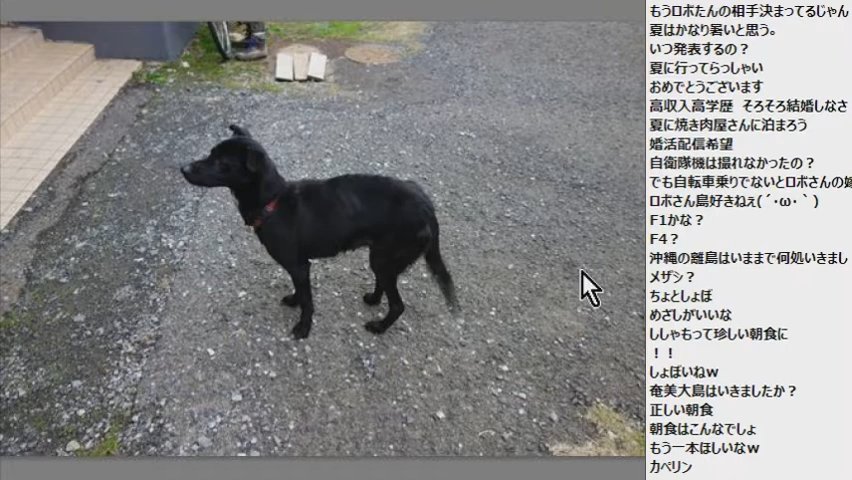 もうロボたんの相手決まってるじゃん
夏はかなり暑いと思う。
いつ発表するの？
夏に行ってらっしゃい
おめでとうございます
高収入高学歴　そろそろ結婚しなさ
夏に焼き肉屋さんに泊まろう
婚活配信希望
自衛隊機は撮れなかったの？
でも自転車乗りでないとロボさんの嫁
ロボさん島好きねぇ(´･ω･｀)
F1かな？
F4？
沖縄の離島はいままで何処いきまし
メザシ？
ちょとしょぼ
めざしがいいな
ししゃもって珍しい朝食に
！！
しょぼいねｗ
奄美大島はいきましたか？
正しい朝食
朝食はこんなでしょ
もう一本ほしいなｗ
カペリン